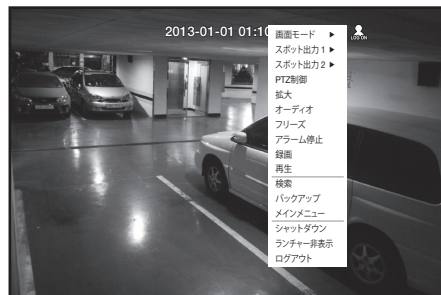 2013-01-01 01:10
LOG ON
画面モード ▶
スポット出力 1 ▶
スポット出力 2 ▶
PTZ制御
拡大
オーディオ
フリーズ
アラーム停止
録画
再生
検索
バックアップ
メインメニュー
シャットダウン
ランチャー非表示
ログアウト